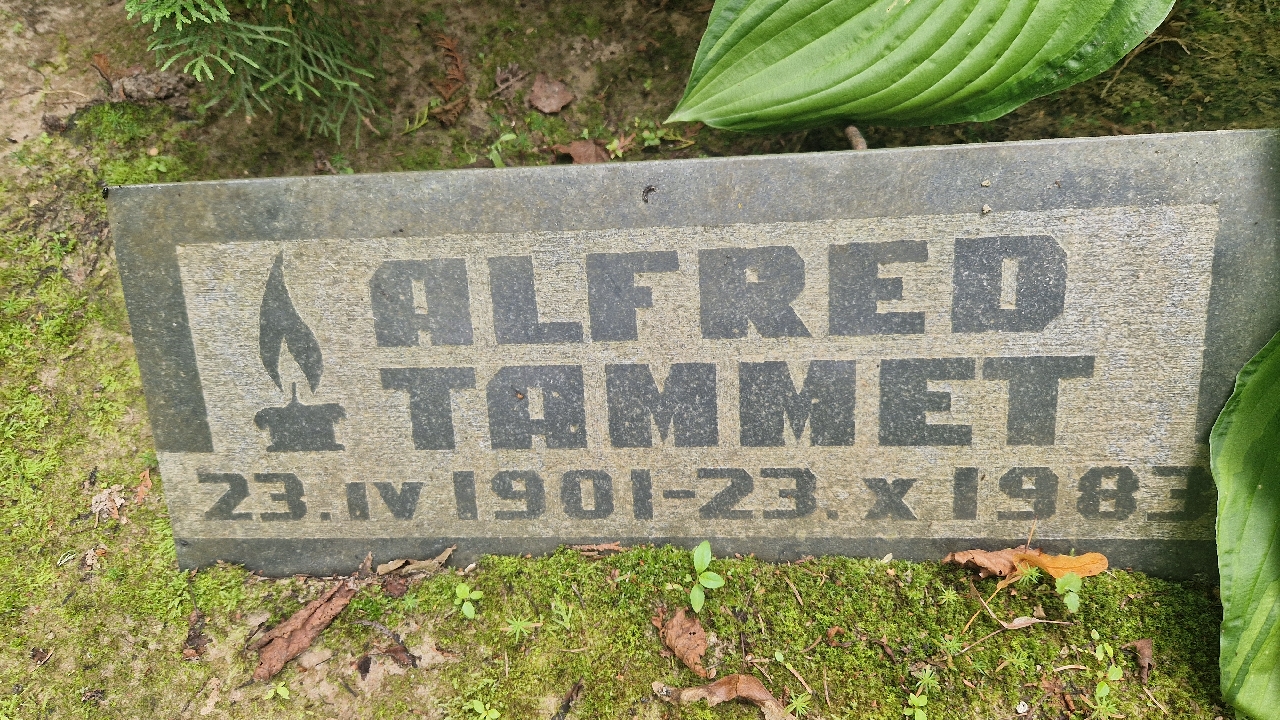 ALFRED
TAMMET
23.IV 1901-23.X 1983